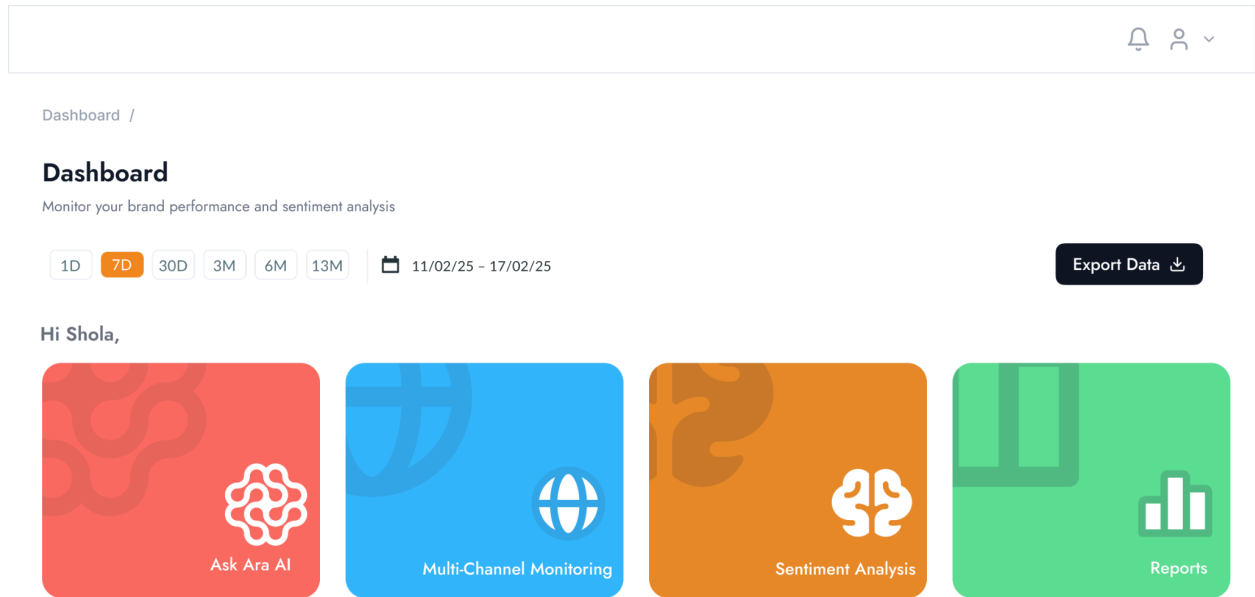 Dashboard /
Dashboard
Monitor your brand performance and sentiment analysis
1D 7D 30D 3M 6M 13M 11/02/25 - 17/02/25 Export Data
Hi Shola,
Ask Ara AI Multi-Channel Monitoring Sentiment Analysis Reports